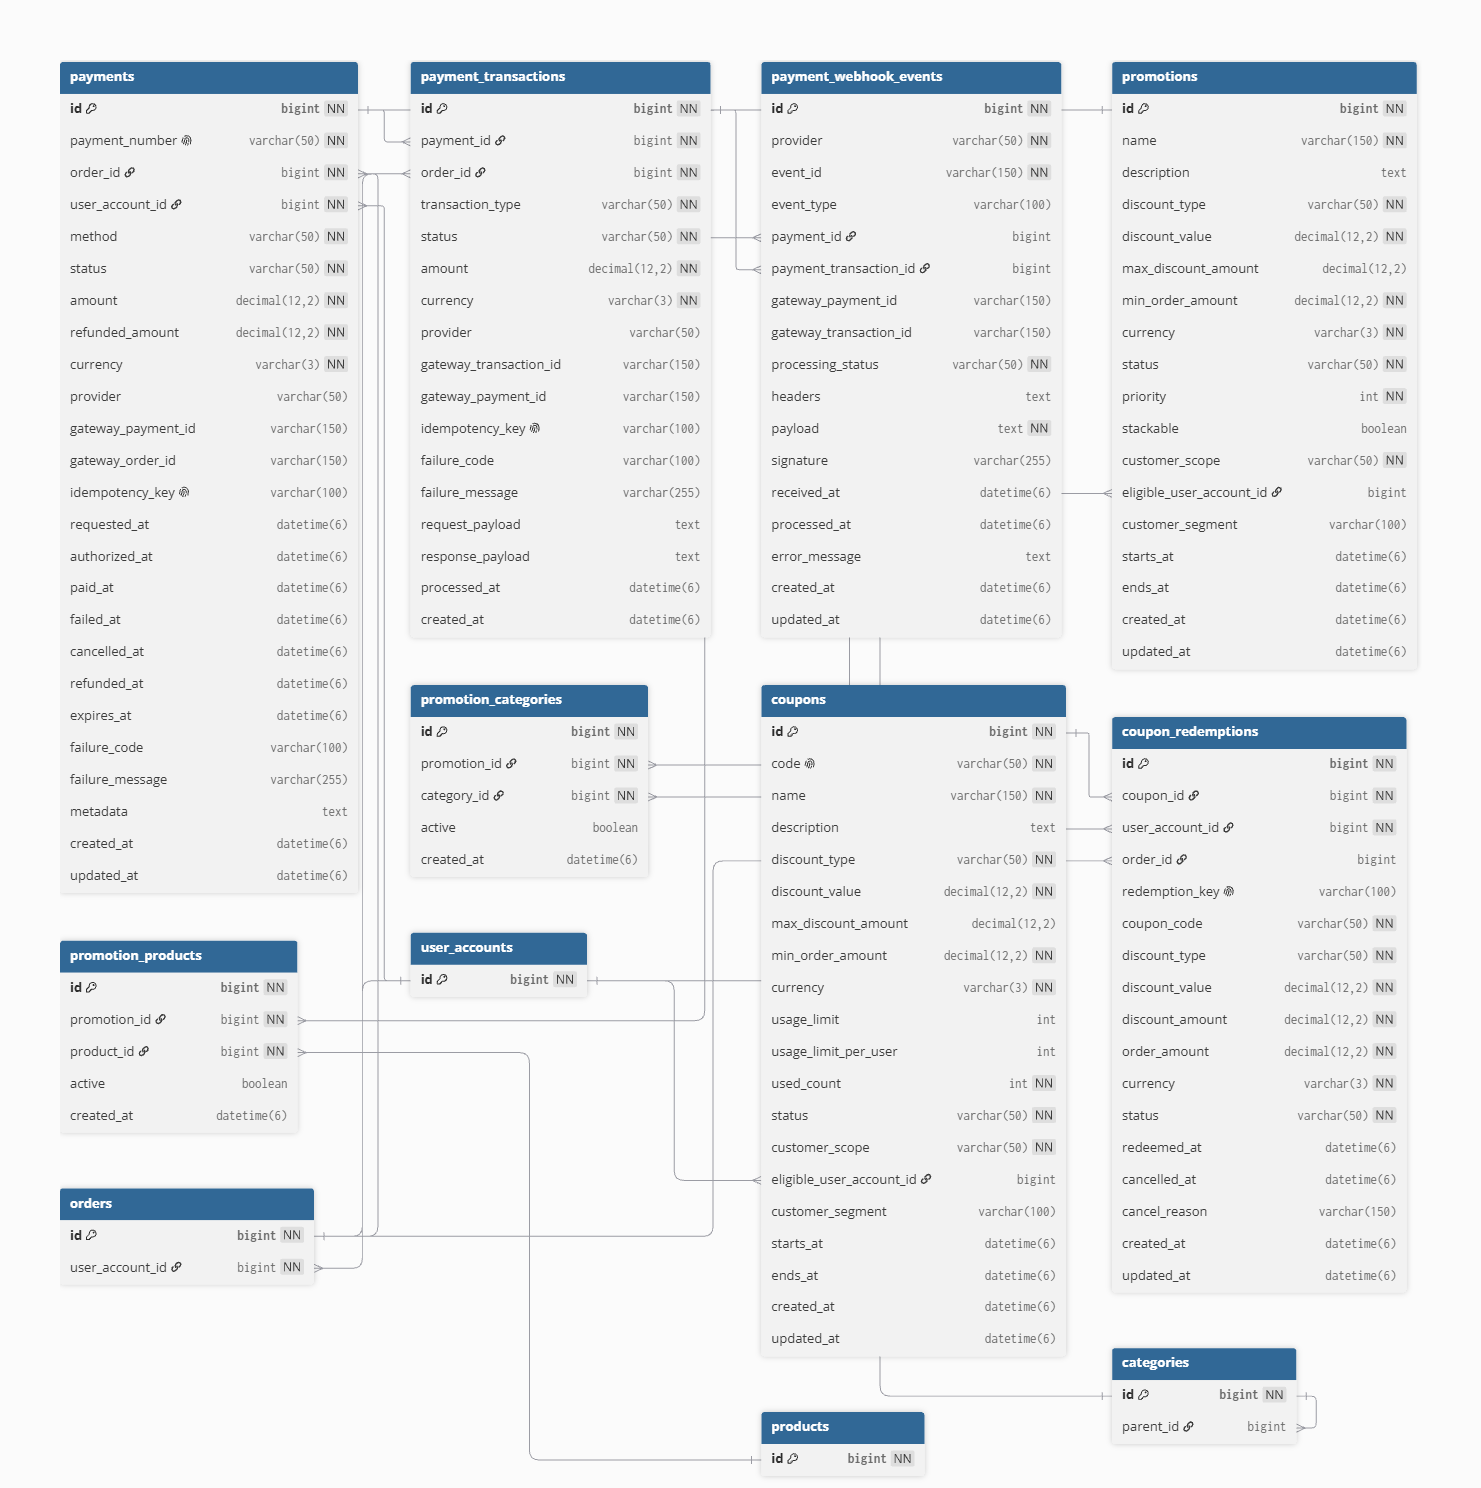 payments
id bigint NN
payment_number varchar(50) NN
order_id bigint NN
user_account_id bigint NN
method varchar(50) NN
status varchar(50) NN
amount decimal(12,2) NN
refunded_amount decimal(12,2) NN
currency varchar(3) NN
provider varchar(50)
gateway_payment_id varchar(150)
gateway_order_id varchar(150)
idempotency_key varchar(100)
requested_at datetime(6)
authorized_at datetime(6)
paid_at datetime(6)
failed_at datetime(6)
cancelled_at datetime(6)
refunded_at datetime(6)
expires_at datetime(6)
failure_code varchar(100)
failure_message varchar(255)
metadata text
created_at datetime(6)
updated_at datetime(6)
payment_transactions
id bigint NN
payment_id bigint NN
order_id bigint NN
transaction_type varchar(50) NN
status varchar(50) NN
amount decimal(12,2) NN
currency varchar(3) NN
provider varchar(50)
gateway_transaction_id varchar(150)
gateway_payment_id varchar(150)
idempotency_key varchar(100)
failure_code varchar(100)
failure_message varchar(255)
request_payload text
response_payload text
processed_at datetime(6)
created_at datetime(6)
payment_webhook_events
id bigint NN
provider varchar(50) NN
event_id varchar(150) NN
event_type varchar(100)
payment_id bigint
payment_transaction_id bigint
gateway_payment_id varchar(150)
gateway_transaction_id varchar(150)
processing_status varchar(50) NN
headers text
payload text NN
signature varchar(255)
received_at datetime(6)
processed_at datetime(6)
error_message text
created_at datetime(6)
updated_at datetime(6)
promotions
id bigint NN
name varchar(150) NN
description text
discount_type varchar(50) NN
discount_value decimal(12,2) NN
max_discount_amount decimal(12,2)
min_order_amount decimal(12,2) NN
currency varchar(3) NN
status varchar(50) NN
priority int NN
stackable boolean
customer_scope varchar(50) NN
eligible_user_account_id bigint
customer_segment varchar(100)
starts_at datetime(6)
ends_at datetime(6)
created_at datetime(6)
updated_at datetime(6)
promotion_categories
id bigint NN
promotion_id bigint NN
category_id bigint NN
active boolean
created_at datetime(6)
coupons
id bigint NN
code varchar(50) NN
name varchar(150) NN
description text
discount_type varchar(50) NN
discount_value decimal(12,2) NN
max_discount_amount decimal(12,2)
min_order_amount decimal(12,2) NN
currency varchar(3) NN
usage_limit int
usage_limit_per_user int
used_count int NN
status varchar(50) NN
customer_scope varchar(50) NN
eligible_user_account_id bigint
customer_segment varchar(100)
starts_at datetime(6)
ends_at datetime(6)
created_at datetime(6)
updated_at datetime(6)
coupon_redemptions
id bigint NN
coupon_id bigint NN
user_account_id bigint NN
order_id bigint
redemption_key varchar(100)
coupon_code varchar(50) NN
discount_type varchar(50) NN
discount_value decimal(12,2) NN
discount_amount decimal(12,2) NN
order_amount decimal(12,2) NN
currency varchar(3) NN
status varchar(50) NN
redeemed_at datetime(6)
cancelled_at datetime(6)
cancel_reason varchar(150)
created_at datetime(6)
updated_at datetime(6)
promotion_products
id bigint NN
promotion_id bigint NN
product_id bigint NN
active boolean
created_at datetime(6)
user_accounts
id bigint NN
orders
id bigint NN
user_account_id bigint NN
categories
id bigint NN
parent_id bigint
products
id bigint NN